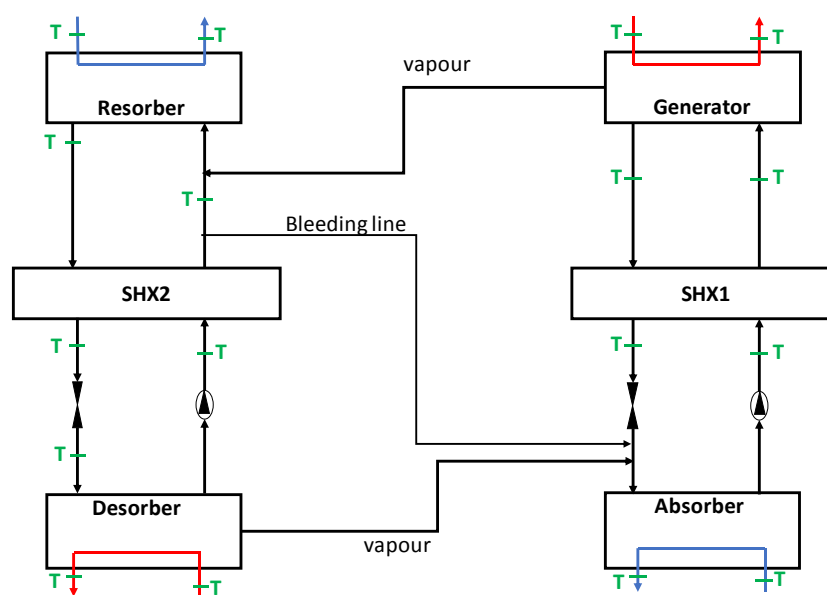 T T T T
vapour
Resorber Generator
T
T T
T
Bleeding line
SHX2 SHX1
T T T T
T
Desorber Absorber
vapour
T T T T